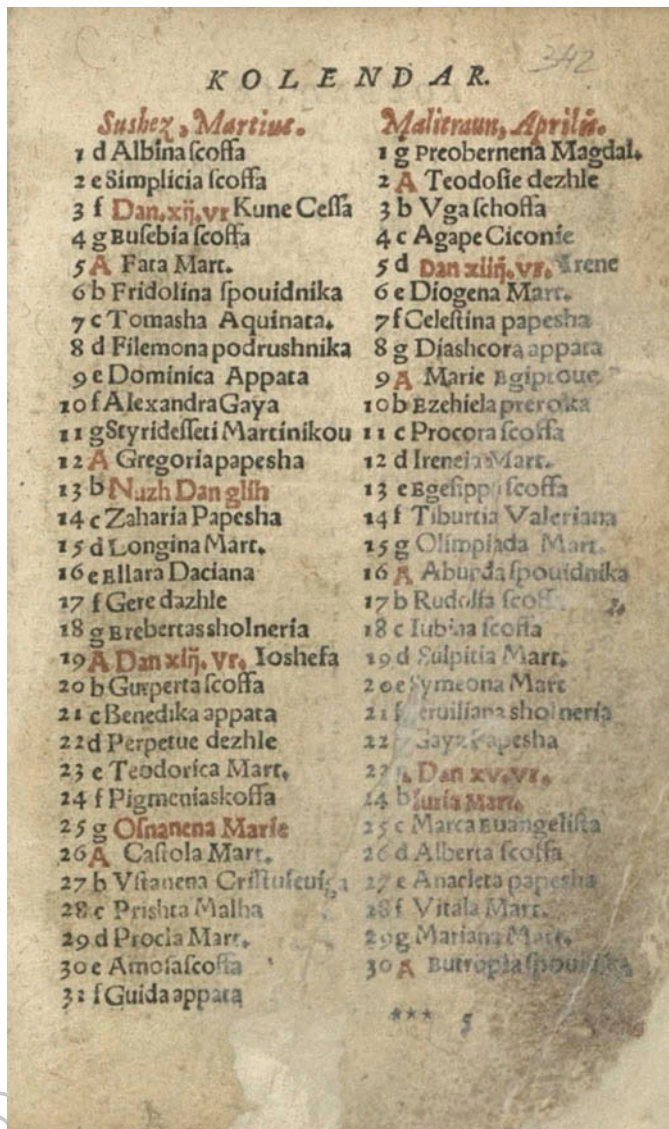 342
KOLENDAR.
Sushez, Martius.
1 d Albina scoffa
2 e Simplicia scoffa
3 f Dan. xij. vr Kune Cessa
4 g Eusebia scoffa
5 A Fata Mart.
6 b Fridolina spouidnika
7 c Tomasha Aquinata.
8 d Filemona podrushnika
9 e Dominica Appata
10 f Alexandra Gaya
11 g Styridesseti Martinikou
12 A Gregoria papesha
13 b Nuzh Dan glih
14 c Zaharia Papesha
15 d Longina Mart.
16 e Ellara Daciana
17 f Gere dazhle
18 g Erebertas sholneria
19 A Dan xiij. vr. Ioshefa
20 b Gurperta scoffa
21 c Benedika appata
22 d Perpetue dezhle
23 e Teodorica Mart.
24 f Pigmeniaskoffa
25 g Osnanena Marie
26 A Castola Mart.
27 b Vstanena
28 c Prishta Malha
29 d Procla Mart.
30 e Amosa scoffa
31 f Guida appata
Malitraun, Aprilis.
1 g Preobernena Magdal.
2 A Teodosie dezhle
3 b Vga schoffa
4 c Agape Ciconie
5 d Dan xiiij. vr. Irene
6 e Diogena Mart.
7 f Celestina papesha
8 g Diashcora appata
9 A Marie
10 b Ezehiela preroka
11 c Procora scoffa
12 d Ireneia Mart.
13 e Egesippi scoffa
14 f Tiburtia Valeriana
15 g Olimpiada Mart.
16 A Aburda spouidnika
17 b Rudolfa scoff
18 c Iubina scoffa
19 d Sulpitia Mart.
20 e Symeona Mart
21 sholneria
22 Gaya Papesha
Dan xv. vr.
24 b Iuria Mart.
25 c Marca Euangelista
26 d Alberta scoffa
27 e Anacleta papesha
28 f Vitala Mart.
29 g Mariana Mart.
30 A Eutropia
*** 5